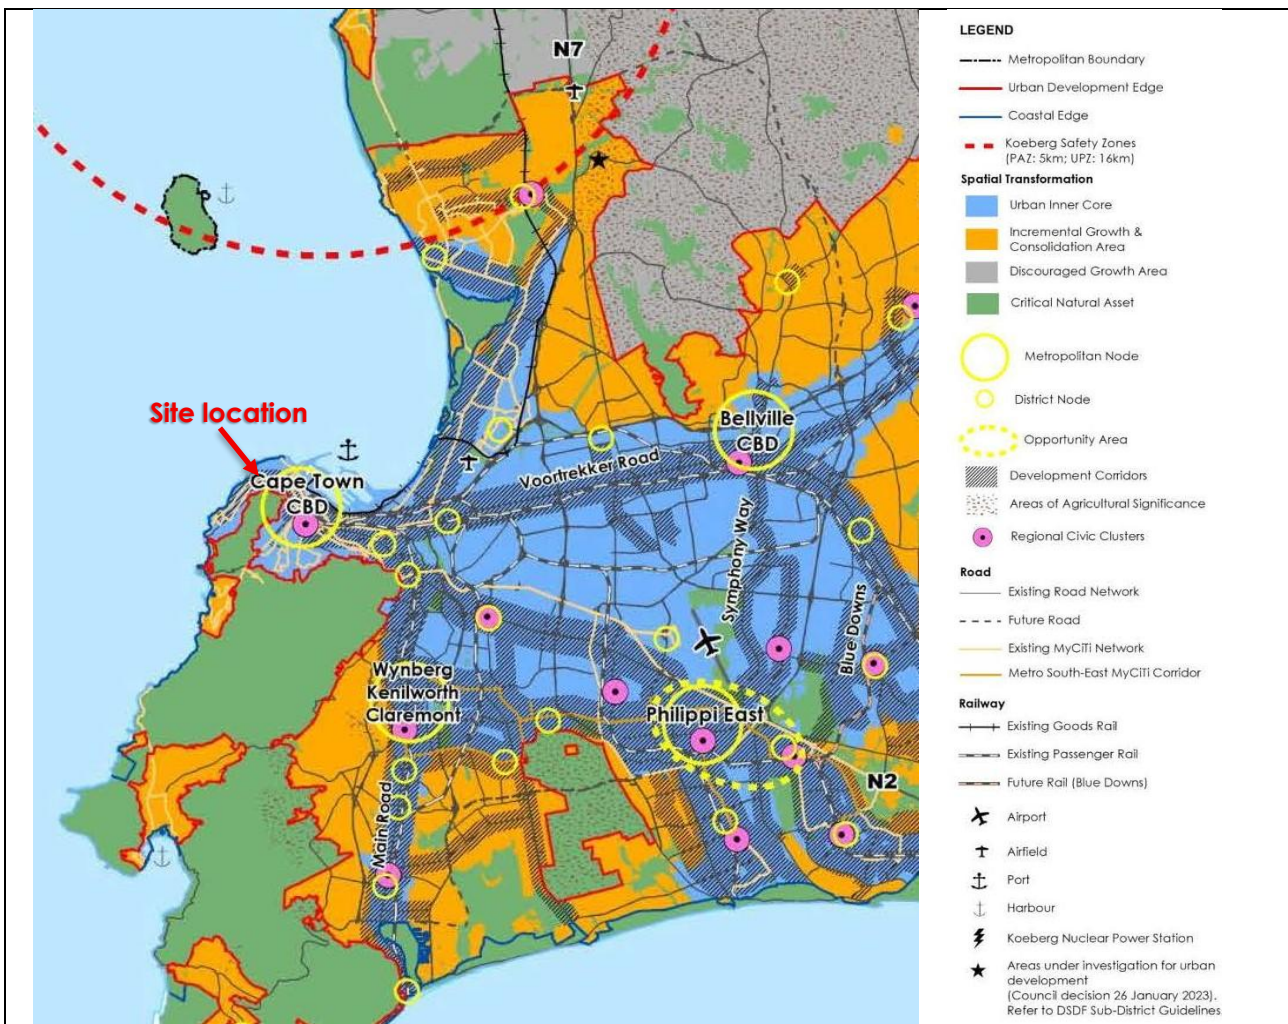 N7
Site location
Cape Town
CBD
Bellville
CBD
Voortrekker Road
Symphony Way
Blue Downs
Wynberg
Kenilworth
Claremont
Philippi East
Main Road
N2
LEGEND
Metropolitan Boundary
Urban Development Edge
Coastal Edge
Koeberg Safety Zones
(PAZ: 5km; UPZ: 16km)
Spatial Transformation
Urban Inner Core
Incremental Growth &
Consolidation Area
Discouraged Growth Area
Critical Natural Asset
Metropolitan Node
District Node
Opportunity Area
Development Corridors
Areas of Agricultural Significance
Regional Civic Clusters
Road
Existing Road Network
Future Road
Existing MyCiTi Network
Metro South-East MyCiTi Corridor
Railway
Existing Goods Rail
Existing Passenger Rail
Future Rail (Blue Downs)
Airport
Airfield
Port
Harbour
Koeberg Nuclear Power Station
Areas under investigation for urban
development
(Council decision 26 January 2023).
Refer to DSDF Sub-District Guidelines